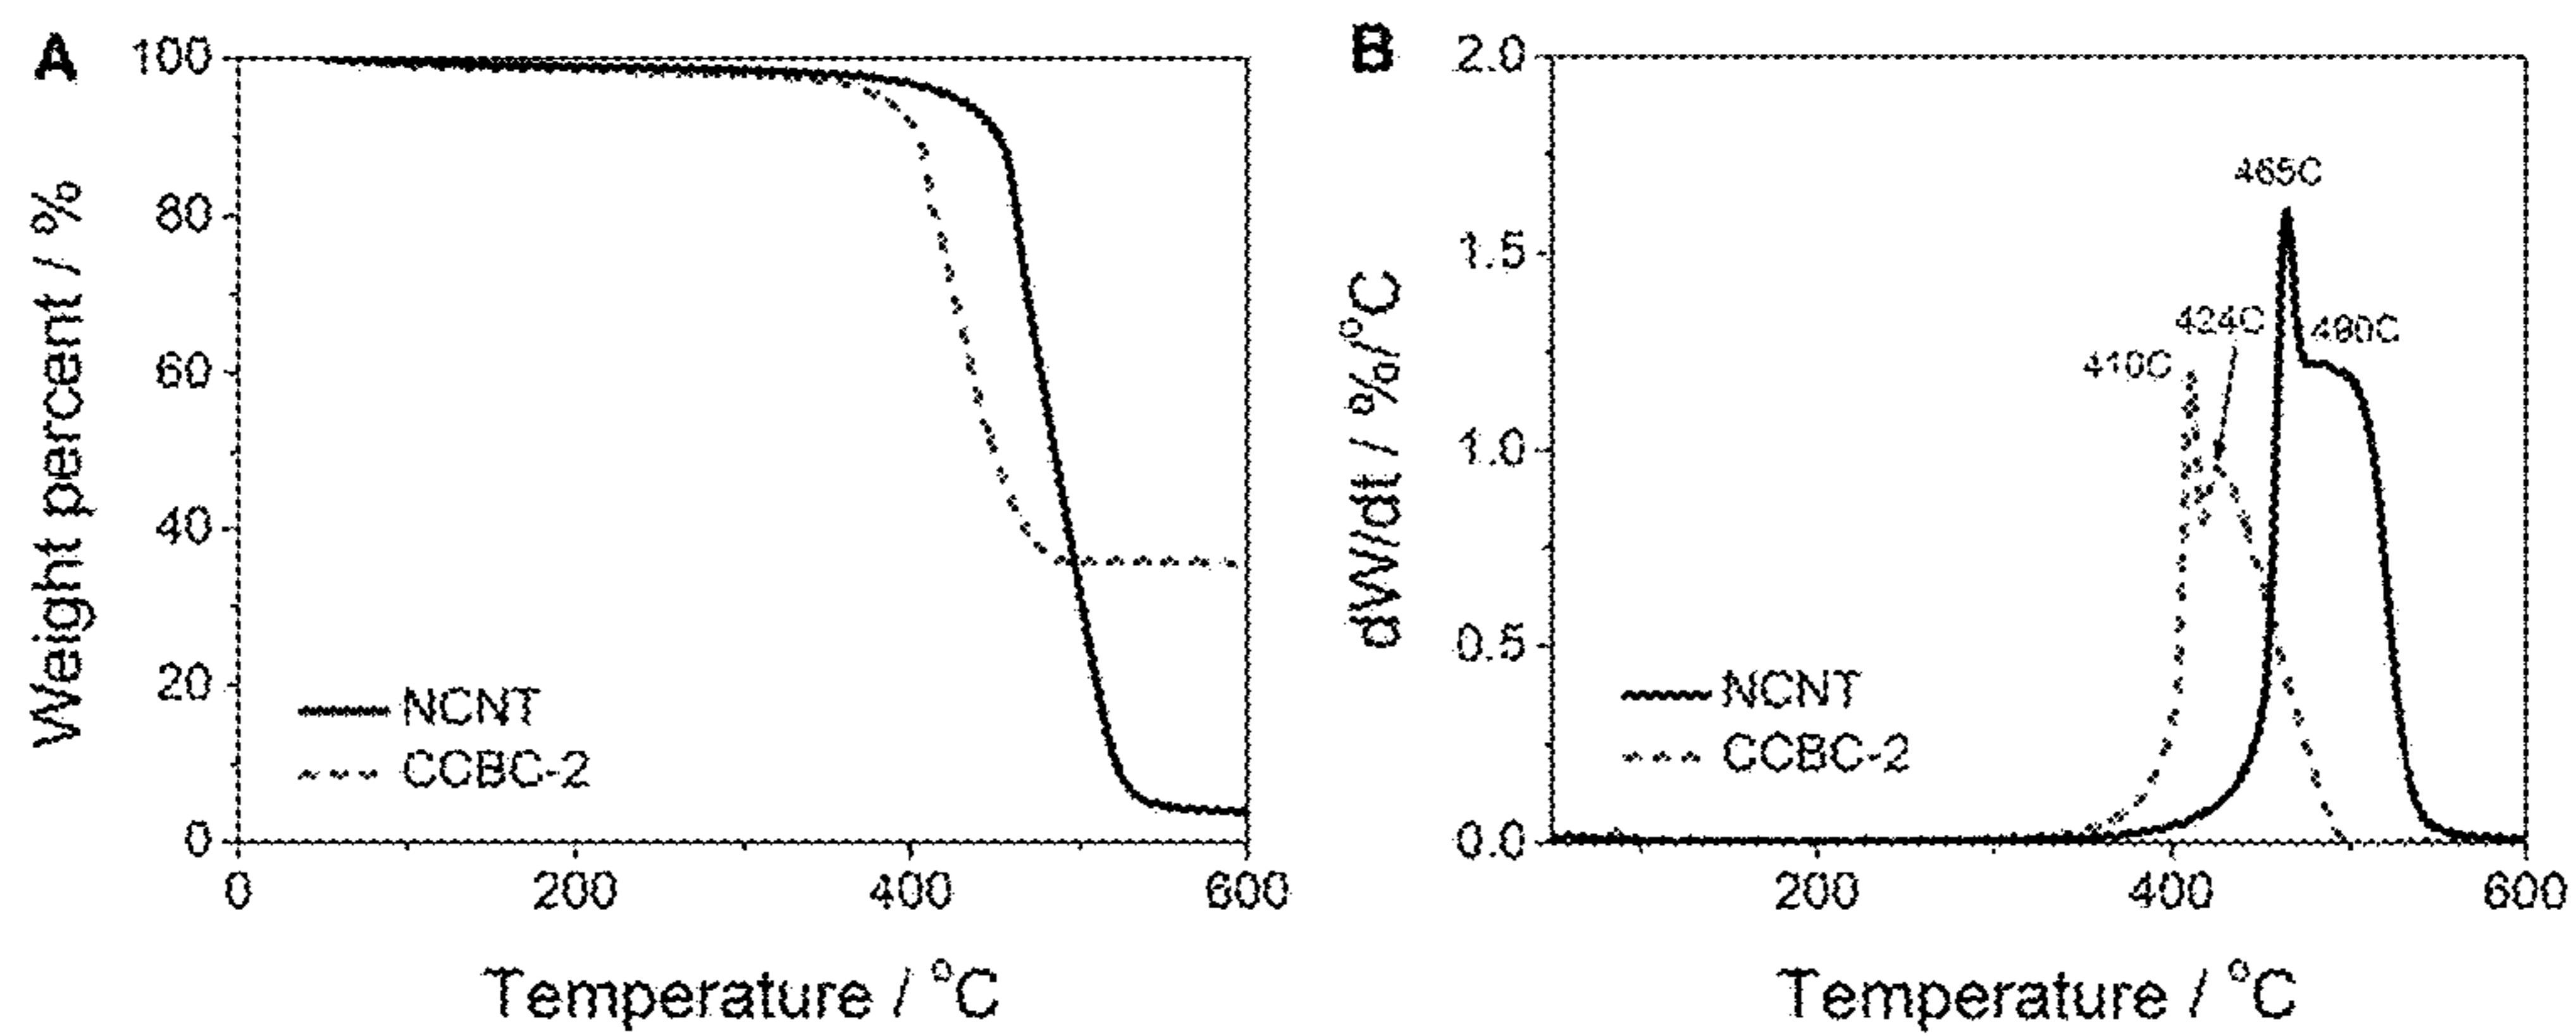 A
100
80
60
40
20
0
Weight percent / %
NCNT
CCBC-2
0 200 400 600
Temperature / °C
B
2.0
1.5
1.0
0.5
0.0
dW/dt / %/°C
465C
424C
410C
NCNT
CCBC-2
200 400 600
Temperature / °C